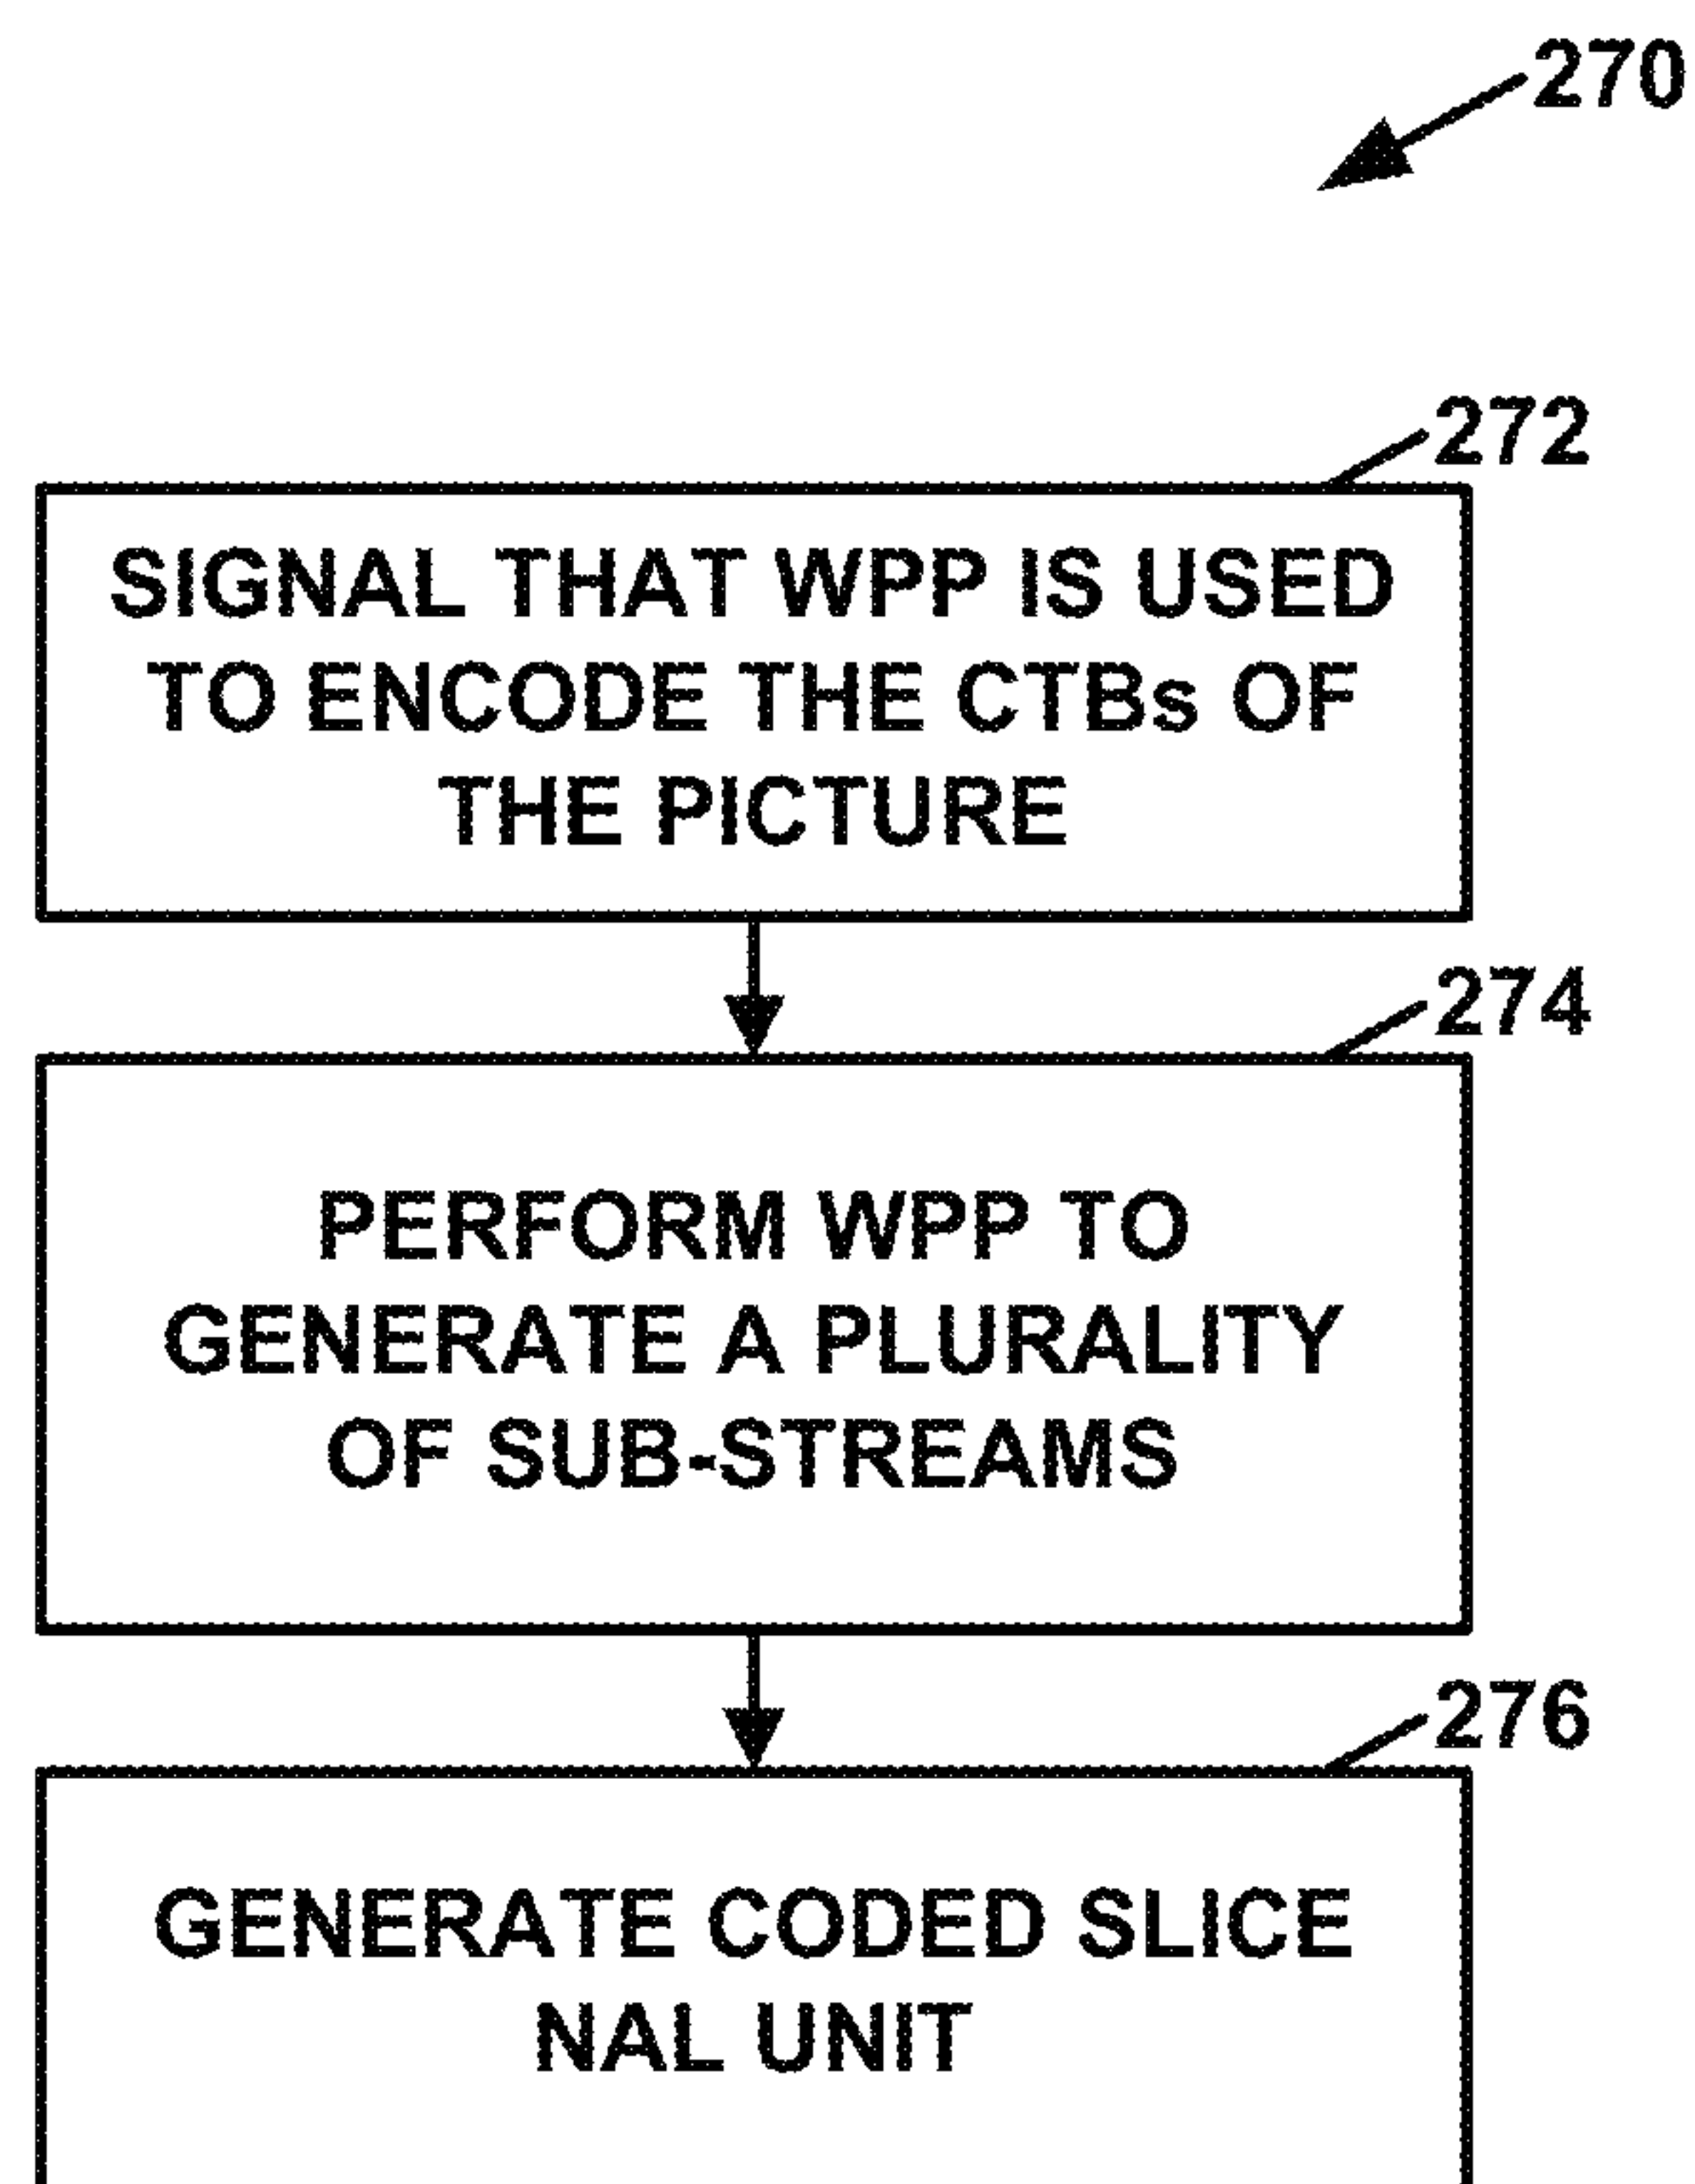 270
272
SIGNAL THAT WPP IS USED
TO ENCODE THE CTBs OF
THE PICTURE
274
PERFORM WPP TO
GENERATE A PLURALITY
OF SUB-STREAMS
276
GENERATE CODED SLICE
NAL UNIT